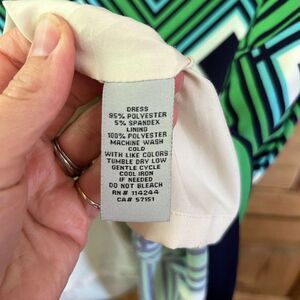 DRESS
95% POLYESTER
5% SPANDEX
LINING
100% POLYESTER
MACHINE WASH
COLD
WITH LIKE COLORS
TUMBLE DRY LOW
GENTLE CYCLE
COOL IRON
IF NEEDED
DO NOT BLEACH
RN# 114244
CA# 57151